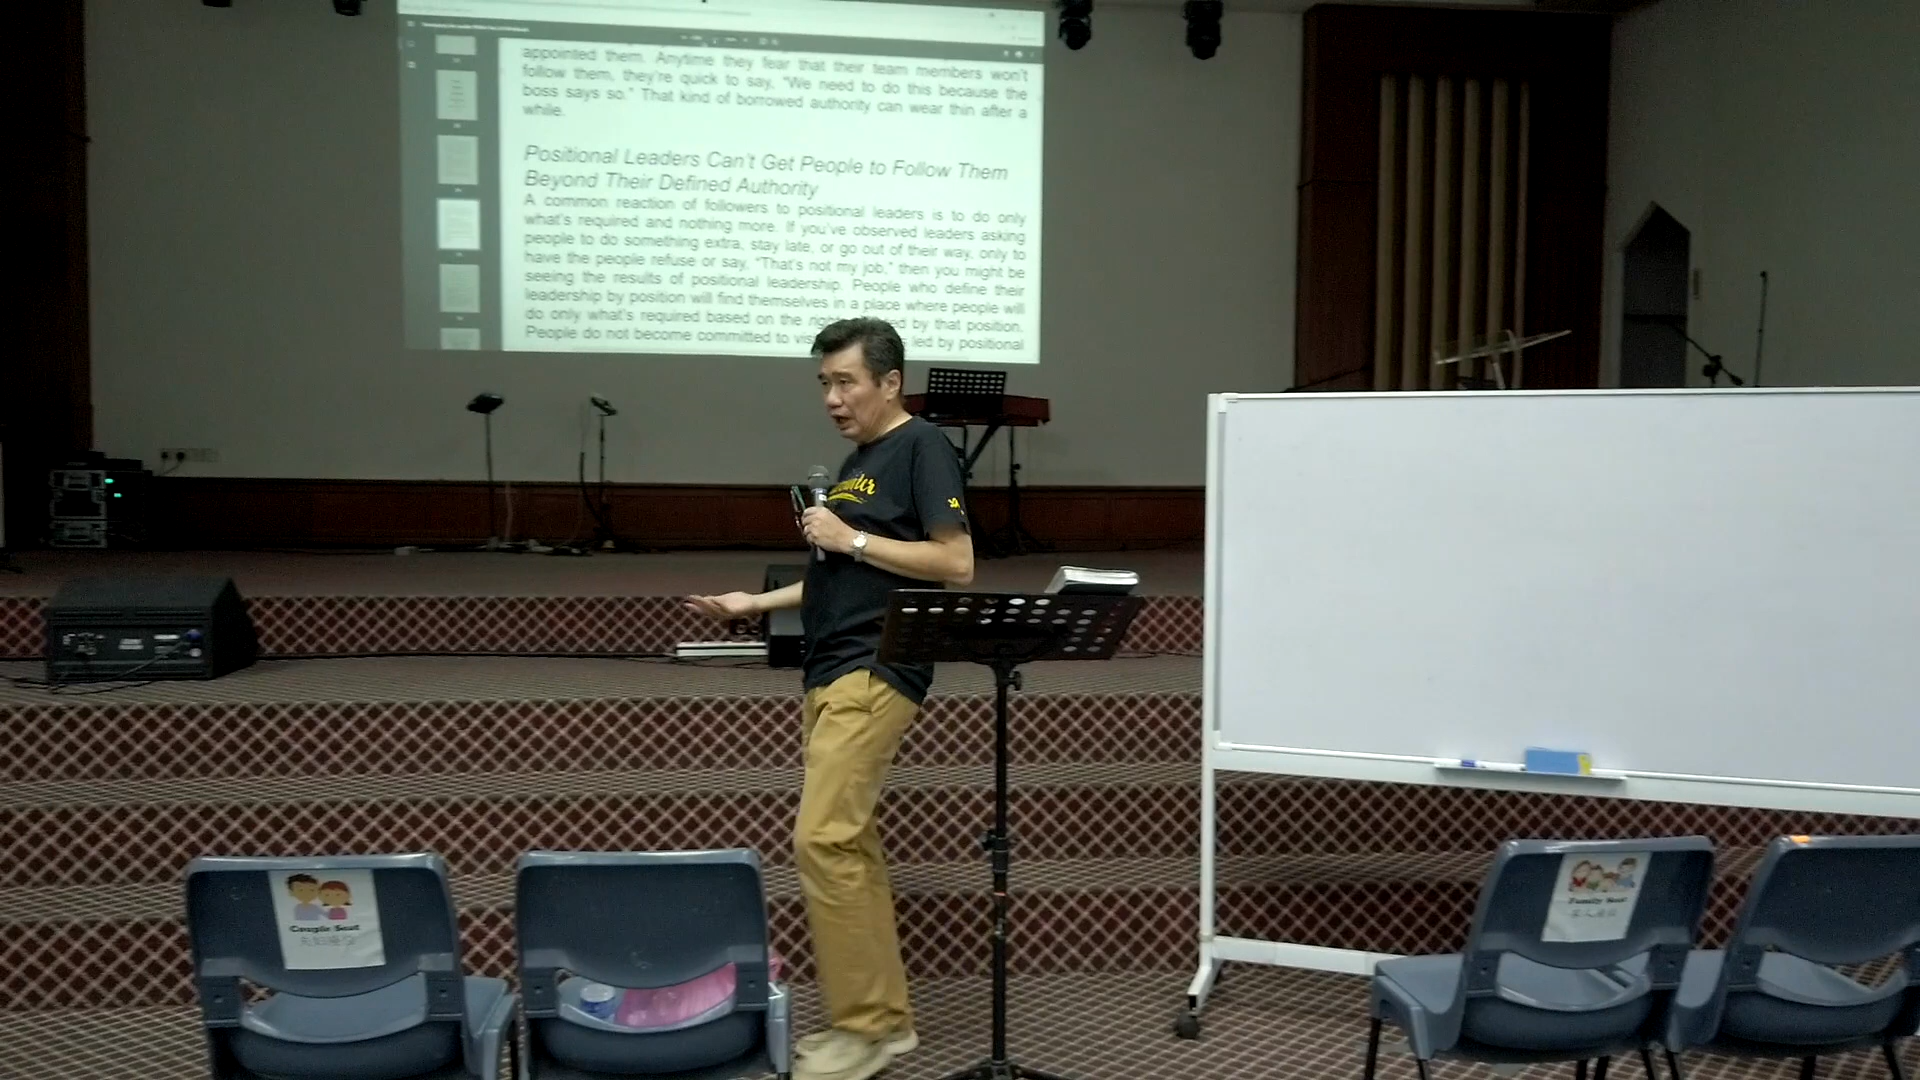 appointed them. Anytime they fear that their team members won't
follow them, they're quick to say, "We need to do this because the
boss says so." That kind of borrowed authority can wear thin after a
while.
Positional Leaders Can't Get People to Follow Them
Beyond Their Defined Authority
A common reaction of followers to positional leaders is to do only
what's required and nothing more. If you've observed leaders asking
people to do something extra, stay late, or go out of their way, only to
have the people refuse or say, "That's not my job," then you might be
seeing the results of positional leadership. People who define their
leadership by position will find themselves in a place where people will
do only what's required based on the by that position.
People do not become committed to led by positional
Couple Seat
Family Seat